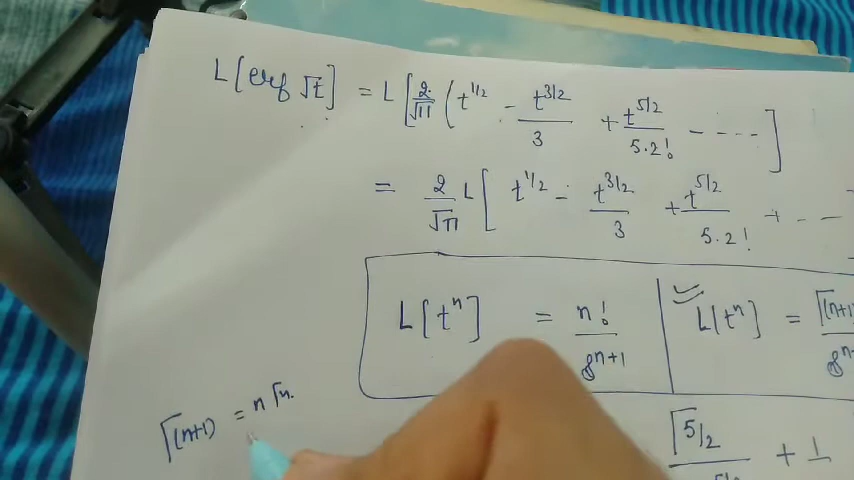 L[erf √t] = L[2/√π (t^1/2 - t^3/2/3 + t^5/2/5.2! - ----]
= 2/√π L[t^1/2 - t^3/2/3 + t^5/2/5.2! + - -
L[t^n] = n!/s^n+1 | L[t^n] = Γ(n+1)/s^n
Γ(n+1) = n Γn.
Γ5/2 + 1